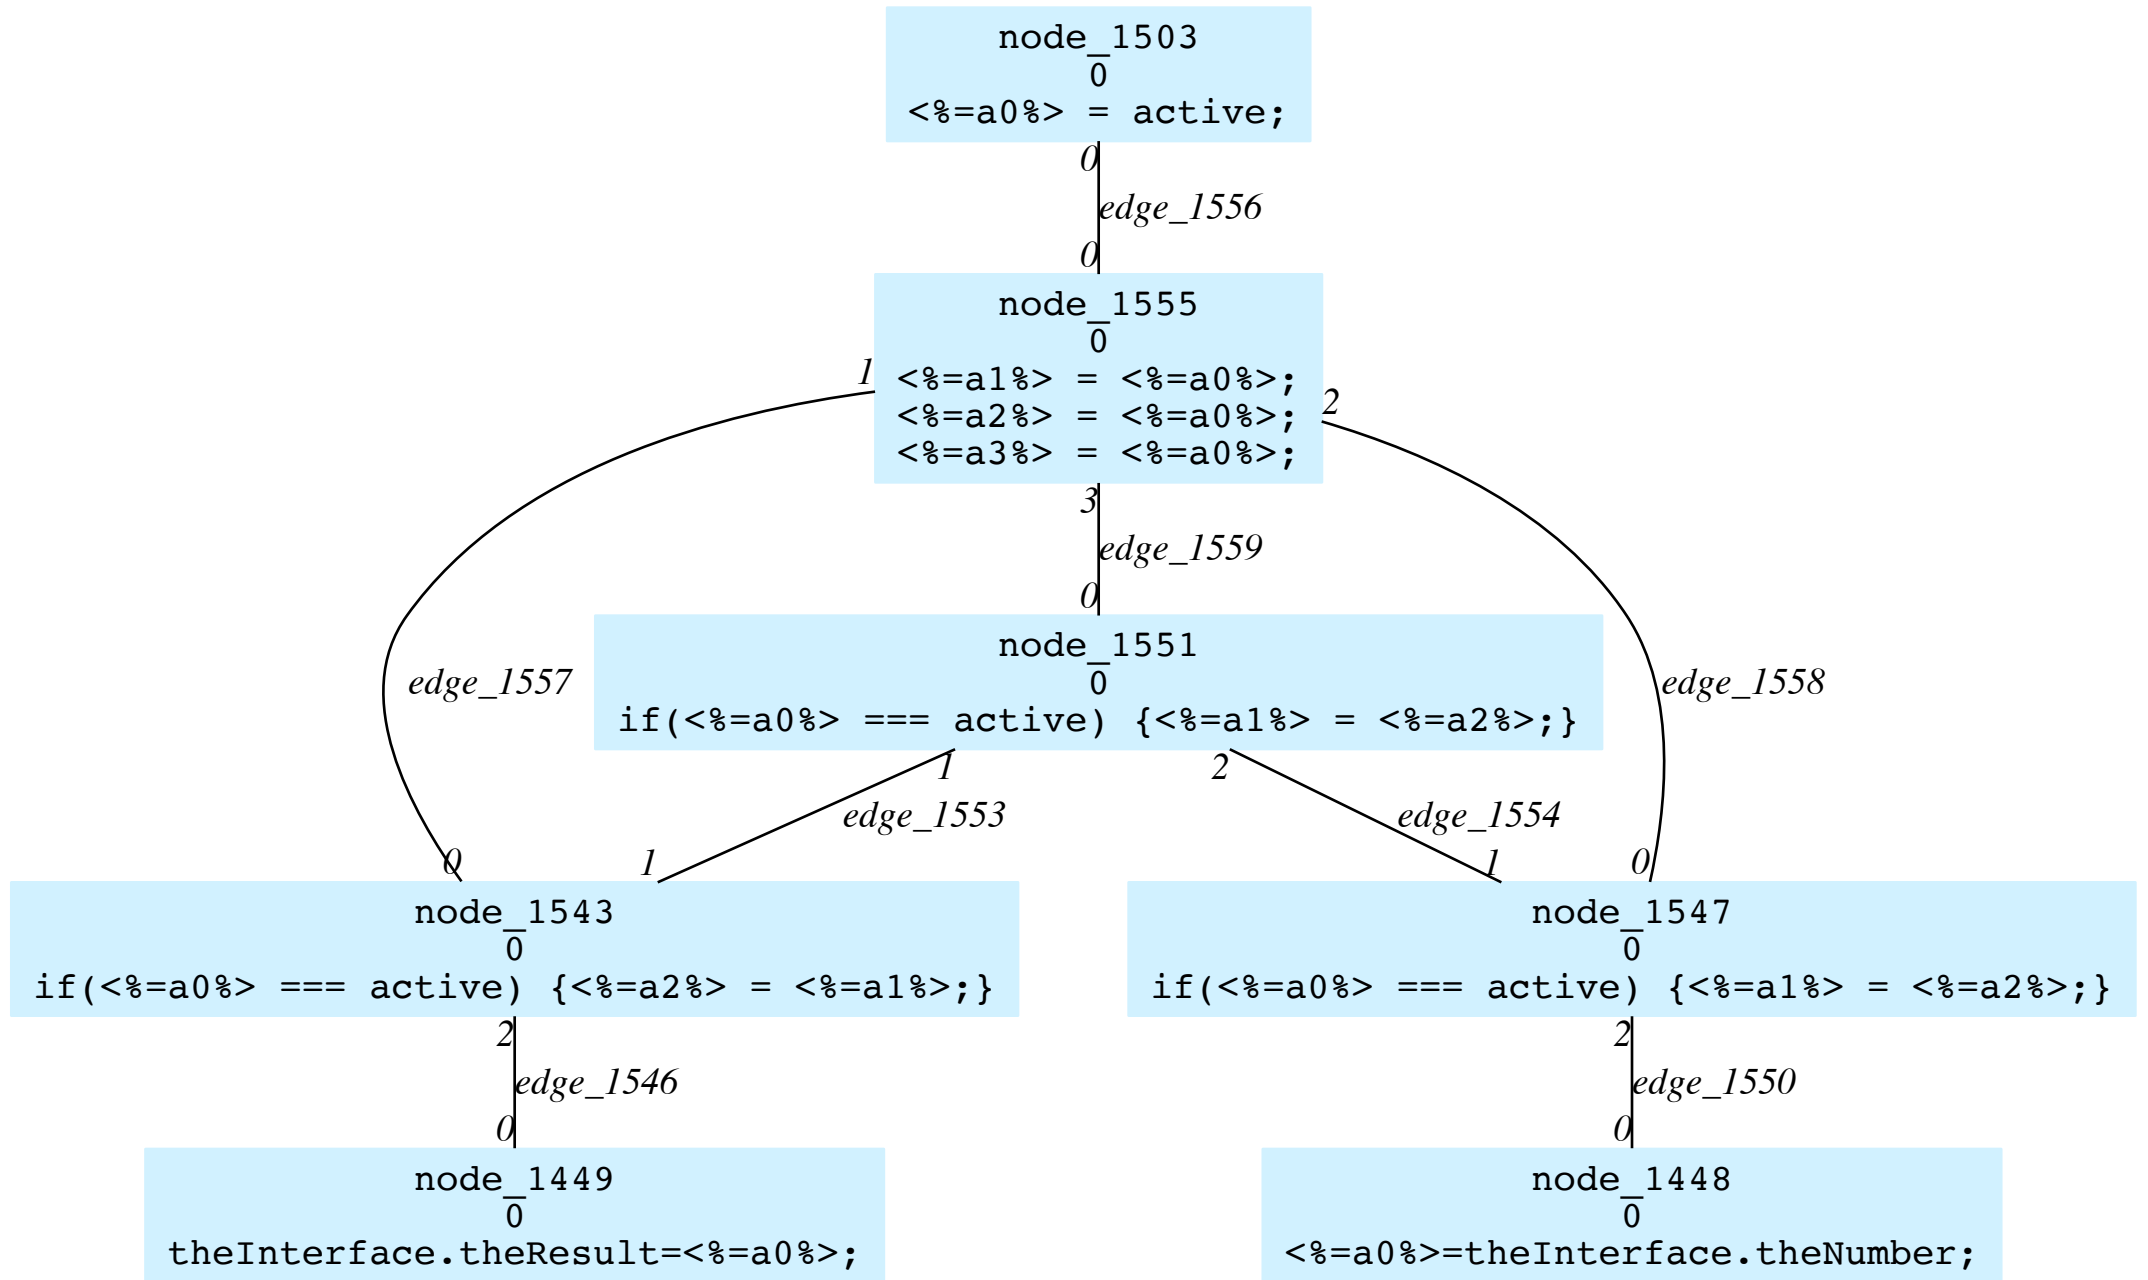 node_1503
0
<%=a0%> = active;
0
edge_1556
0
node_1555
0
<%=a1%> = <%=a0%>;
<%=a2%> = <%=a0%>;
<%=a3%> = <%=a0%>;
1
2
3
edge_1559
0
node_1551
0
if(<%=a0%> === active) {<%=a1%> = <%=a2%>;}
edge_1557
edge_1558
1
2
edge_1553
edge_1554
0
1
1
0
node_1543
0
if(<%=a0%> === active) {<%=a2%> = <%=a1%>;}
node_1547
0
if(<%=a0%> === active) {<%=a1%> = <%=a2%>;}
2
edge_1546
0
2
edge_1550
0
node_1449
0
theInterface.theResult=<%=a0%>;
node_1448
0
<%=a0%>=theInterface.theNumber;